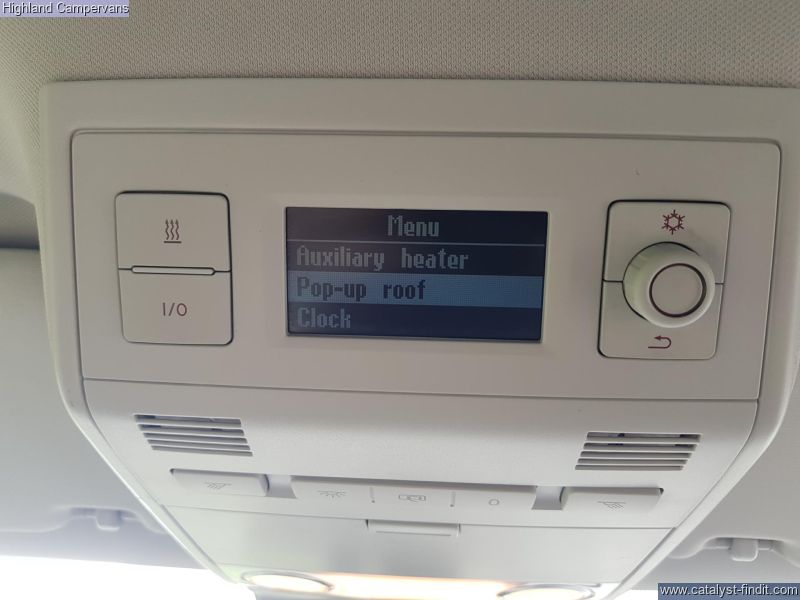 Highland Campervans
Menu
Auxiliary heater
Pop-up roof
Clock
I/O
O
www.catalyst-findit.com